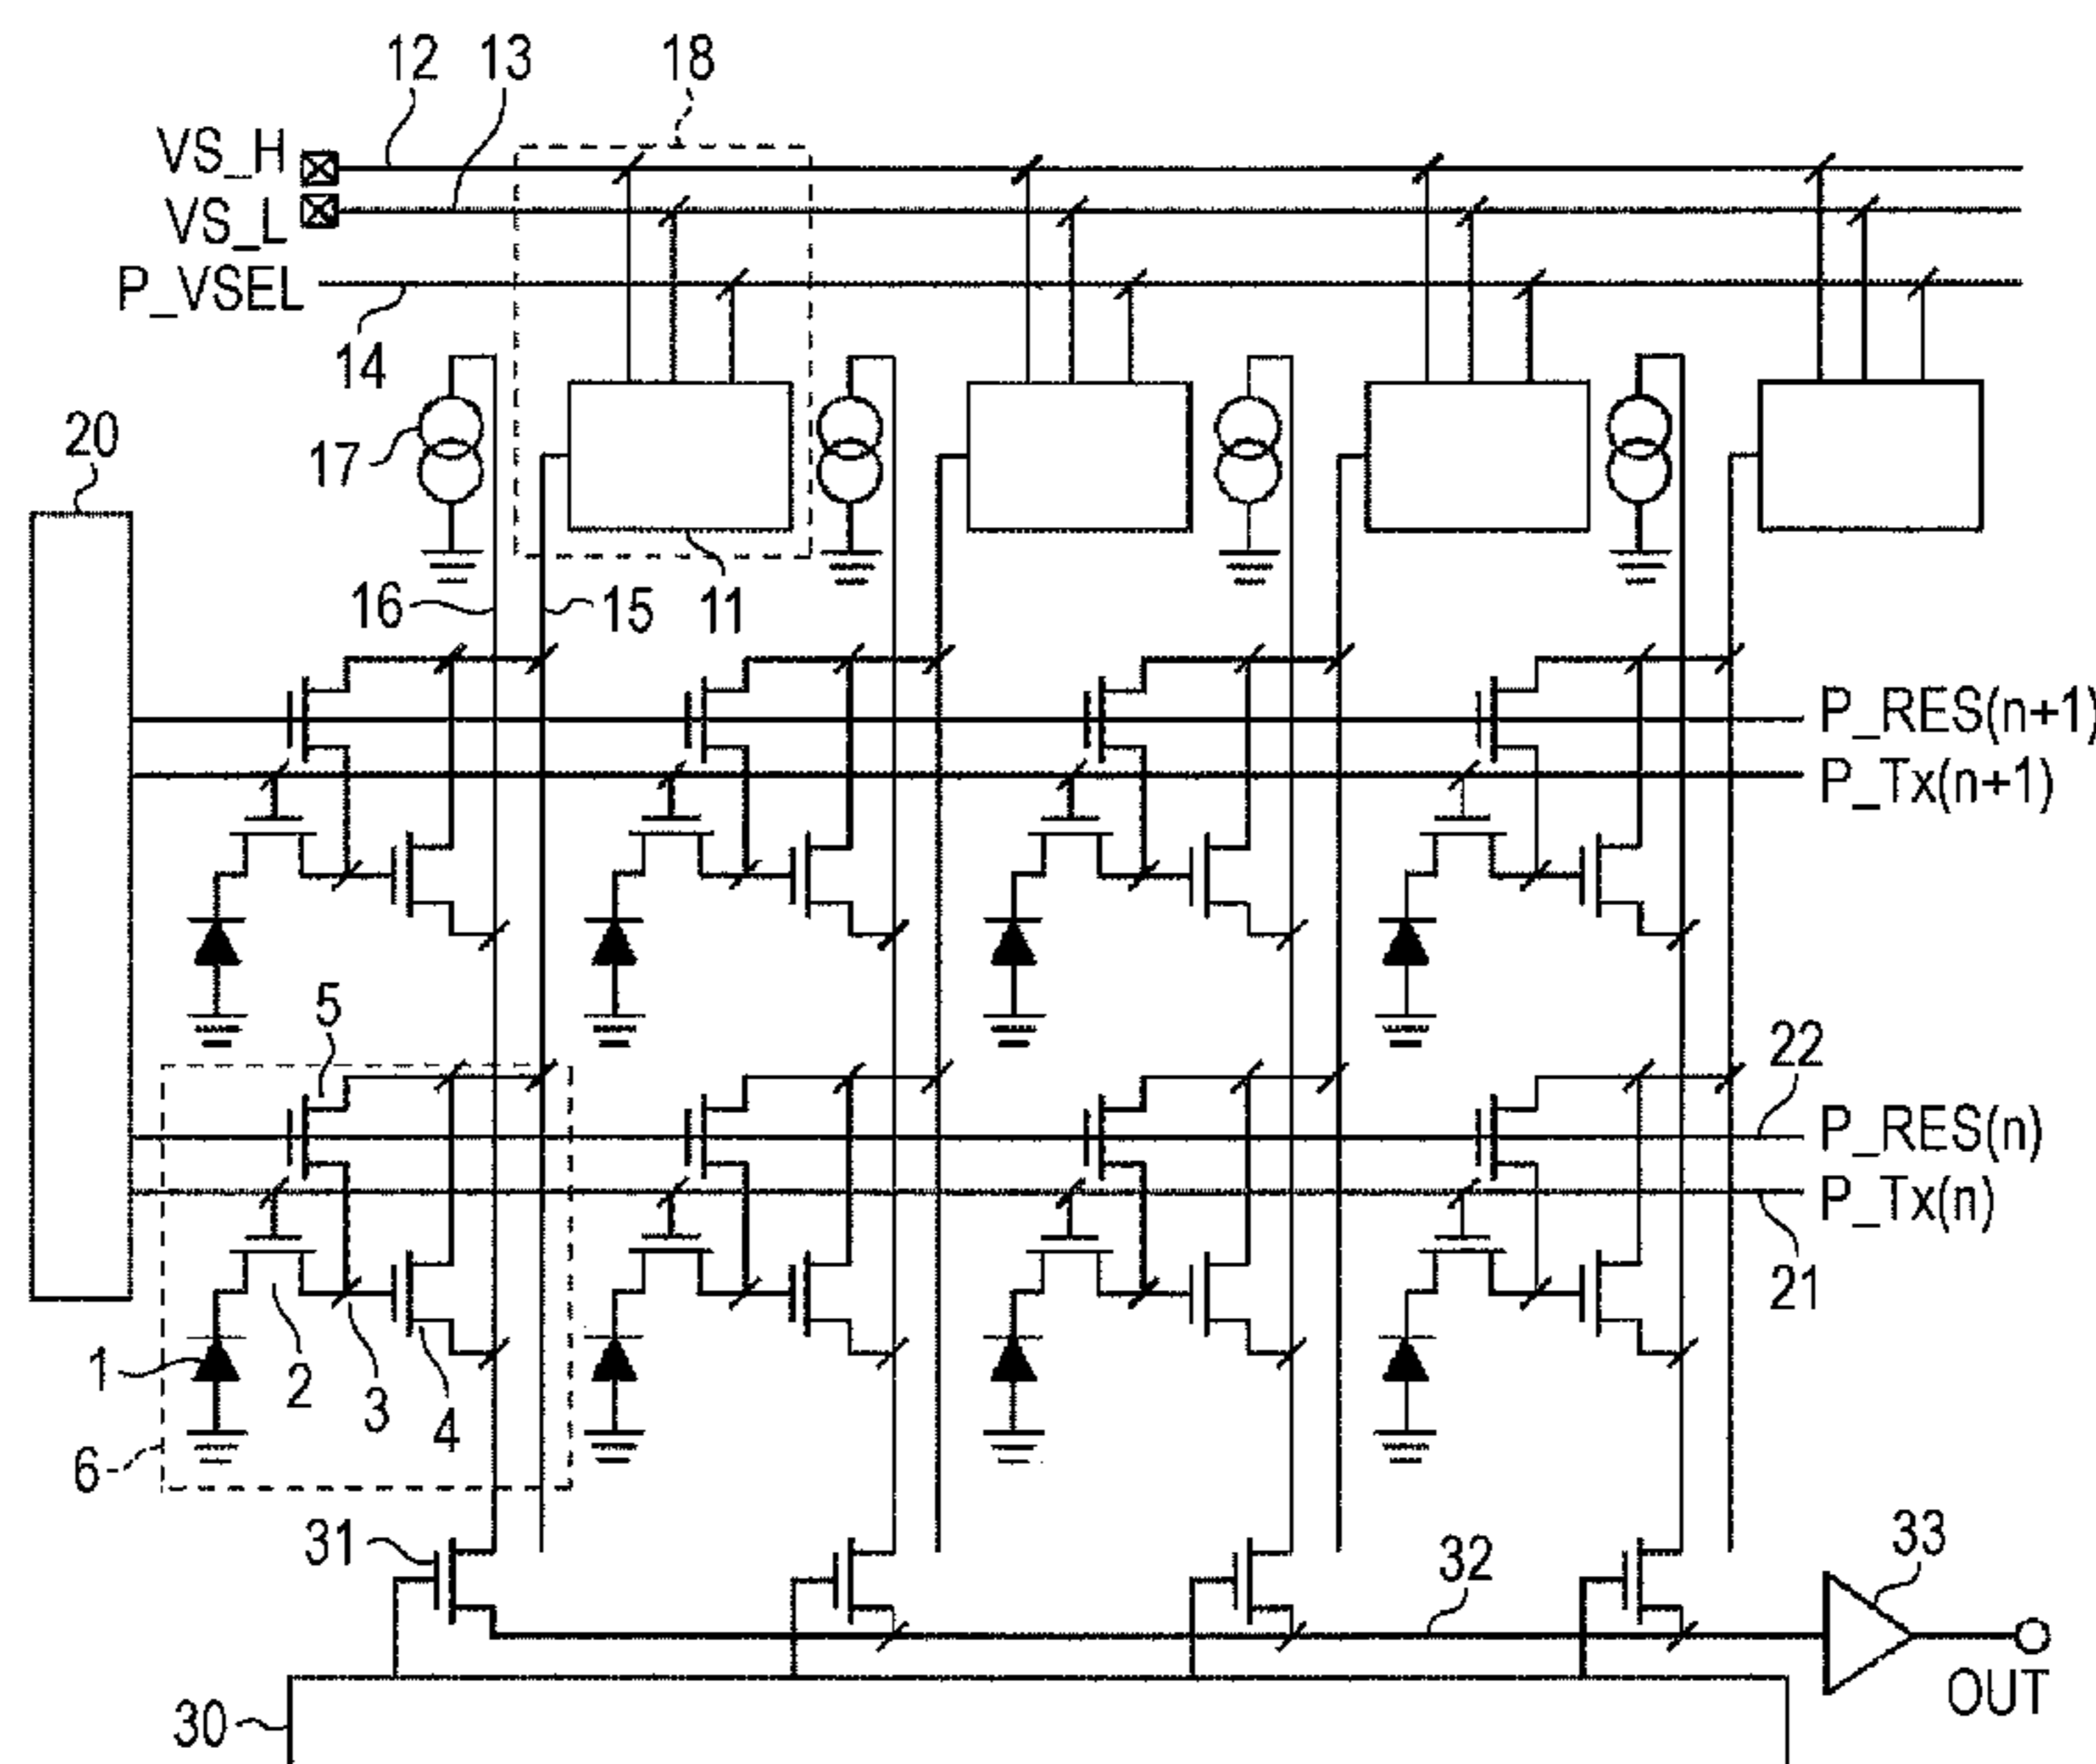 12
13
18
VS_H
VS_L
P_VSEL
14
20
17
16
15
11
P_RES(n+1)
P_Tx(n+1)
5
22
P_RES(n)
P_Tx(n)
21
1
2
3
4
6
31
32
33
OUT
30